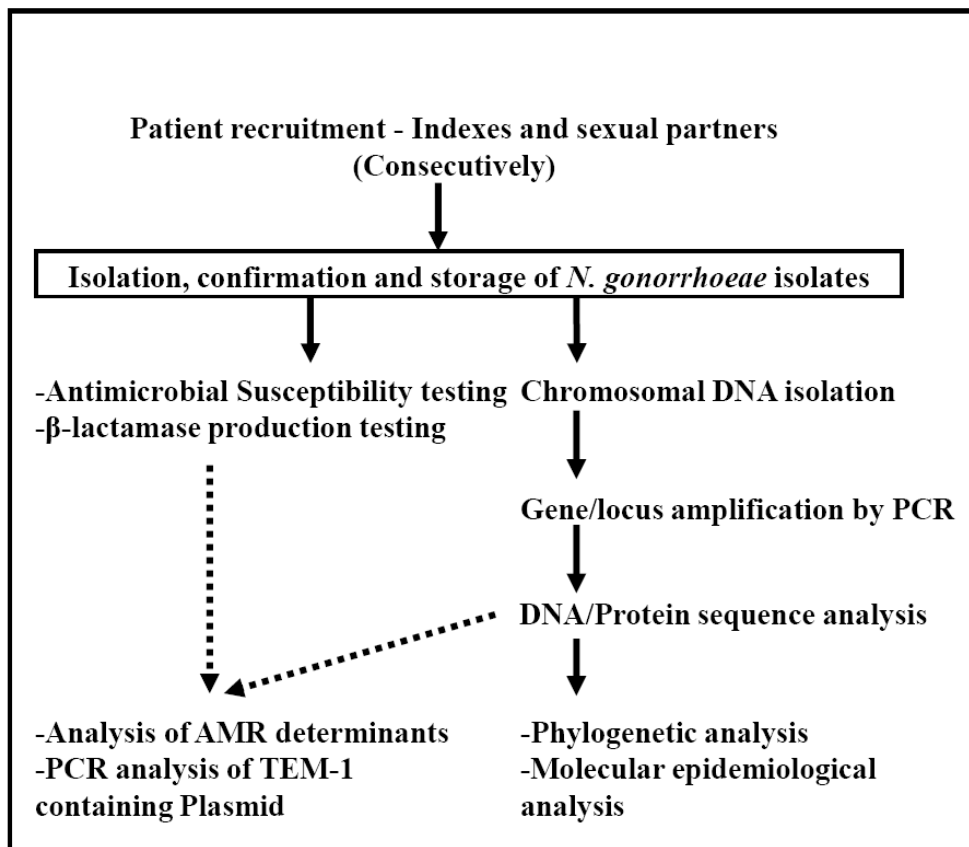 Patient recruitment - Indexes and sexual partners
(Consecutively)
Isolation, confirmation and storage of N. gonorrhoeae isolates
-Antimicrobial Susceptibility testing
-β-lactamase production testing
Chromosomal DNA isolation
Gene/locus amplification by PCR
DNA/Protein sequence analysis
-Analysis of AMR determinants
-PCR analysis of TEM-1
containing Plasmid
-Phylogenetic analysis
-Molecular epidemiological
analysis